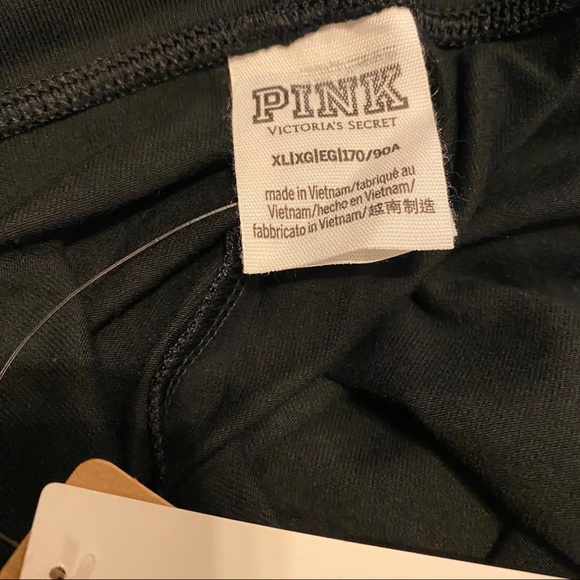 PINK
VICTORIA'S SECRET
XL|XG|EG|170/90A
made in Vietnam/fabriqué au
Vietnam/hecho en Vietnam/
fabbricato in Vietnam/越南制造